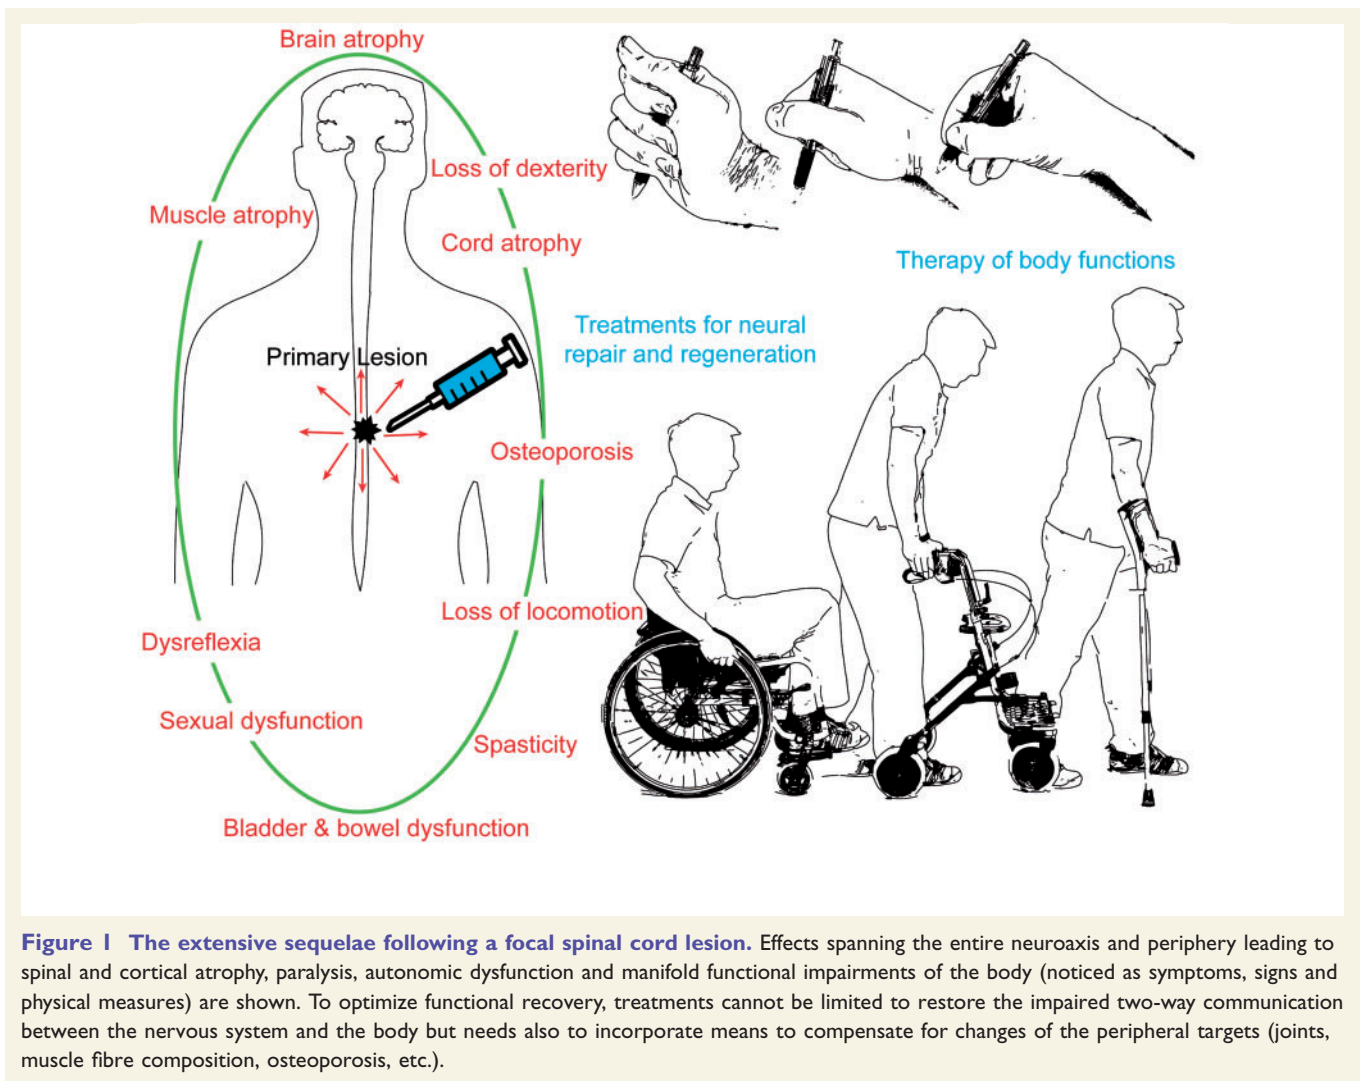 Brain atrophy
Loss of dexterity
Muscle atrophy
Cord atrophy
Therapy of body functions
Treatments for neural
repair and regeneration
Primary Lesion
Osteoporosis
Loss of locomotion
Dysreflexia
Sexual dysfunction
Spasticity
Bladder & bowel dysfunction
Figure 1 The extensive sequelae following a focal spinal cord lesion. Effects spanning the entire neuroaxis and periphery leading to
spinal and cortical atrophy, paralysis, autonomic dysfunction and manifold functional impairments of the body (noticed as symptoms, signs and
physical measures) are shown. To optimize functional recovery, treatments cannot be limited to restore the impaired two-way communication
between the nervous system and the body but needs also to incorporate means to compensate for changes of the peripheral targets (joints,
muscle fibre composition, osteoporosis, etc.).